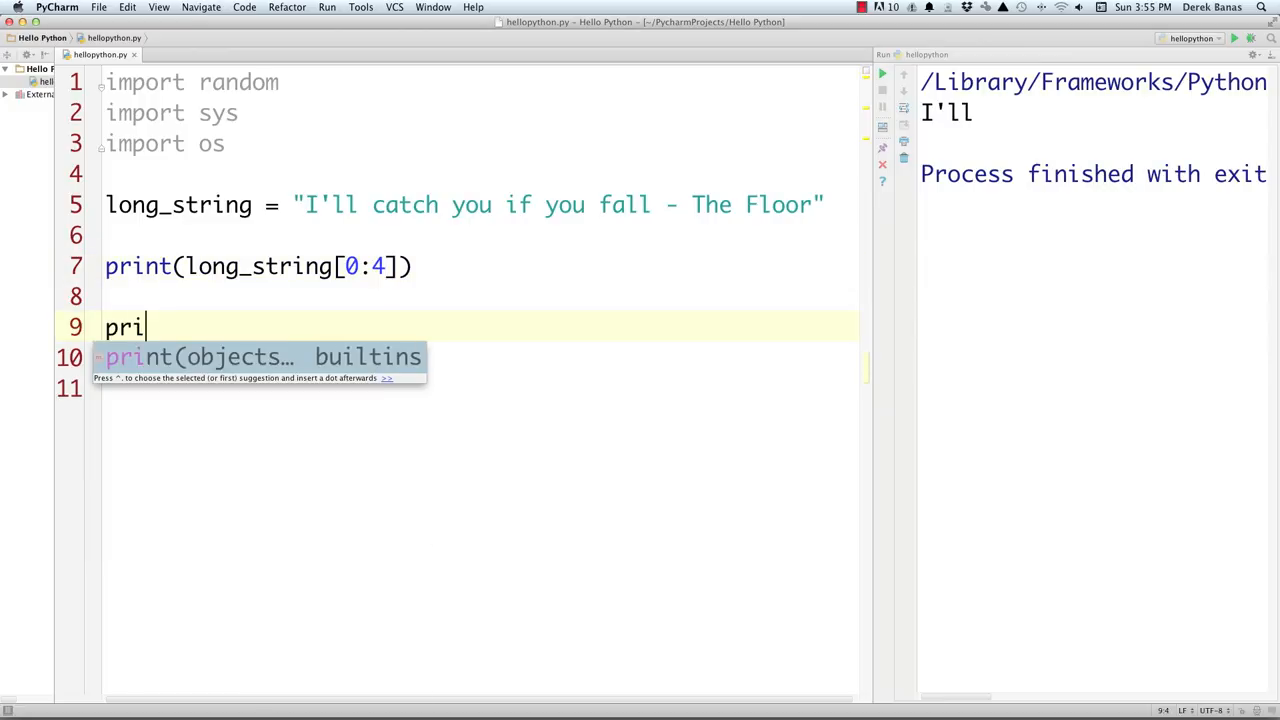 PyCharm File Edit View Navigate Code Refactor Run Tools VCS Window Help 10 Sun 3:55 PM Derek Banas
hellopython.py – Hello Python – [~/PycharmProjects/Hello Python]
Hello Python hellopython.py hellopython
hellopython.py Run hellopython
Hello P
hell
Externa
1 import random
2 import sys
3 import os
4
5 long_string = "I'll catch you if you fall - The Floor"
6
7 print(long_string[0:4])
8
9 pri
10 print(objects… builtins
Press ^. to choose the selected (or first) suggestion and insert a dot afterwards >>
11
/Library/Frameworks/Python
I'll
Process finished with exit
9:4 LF UTF-8